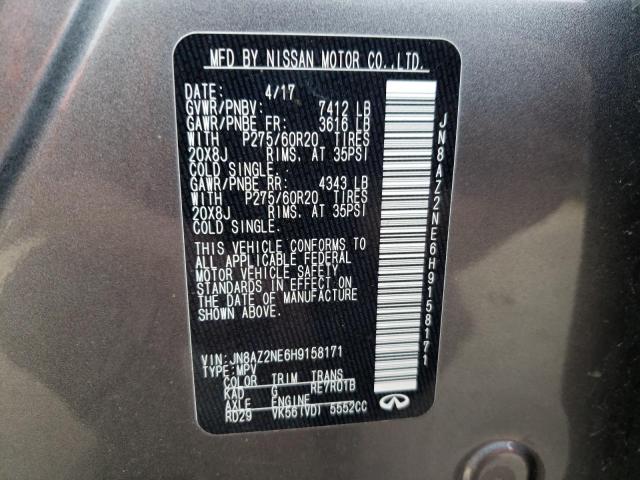 MFD BY NISSAN MOTOR CO.,LTD.
DATE: 4/17
GVWR/PNBV: 7412 LB
GAWR/PNBE FR: 3616 LB
WITH P275/60R20 TIRES
20X8J RIMS. AT 35PSI
COLD SINGLE.
GAWR/PNBE RR: 4343 LB
WITH P275/60R20 TIRES
20X8J RIMS. AT 35PSI
COLD SINGLE.
THIS VEHICLE CONFORMS TO
ALL APPLICABLE FEDERAL
MOTOR VEHICLE SAFETY
STANDARDS IN EFFECT ON
THE DATE OF MANUFACTURE
SHOWN ABOVE.
VIN:JN8AZ2NE6H9158171
TYPE:MPV
COLOR TRIM TRANS
KAD G RE7R01B
AXLE ENGINE
RD29 VK56(VD) 5552CC
JN8AZ2NE6H9158171